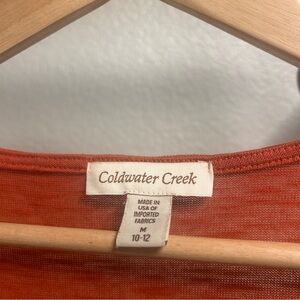 Coldwater Creek
MADE IN
USA OF
IMPORTED
FABRICS
M
10-12